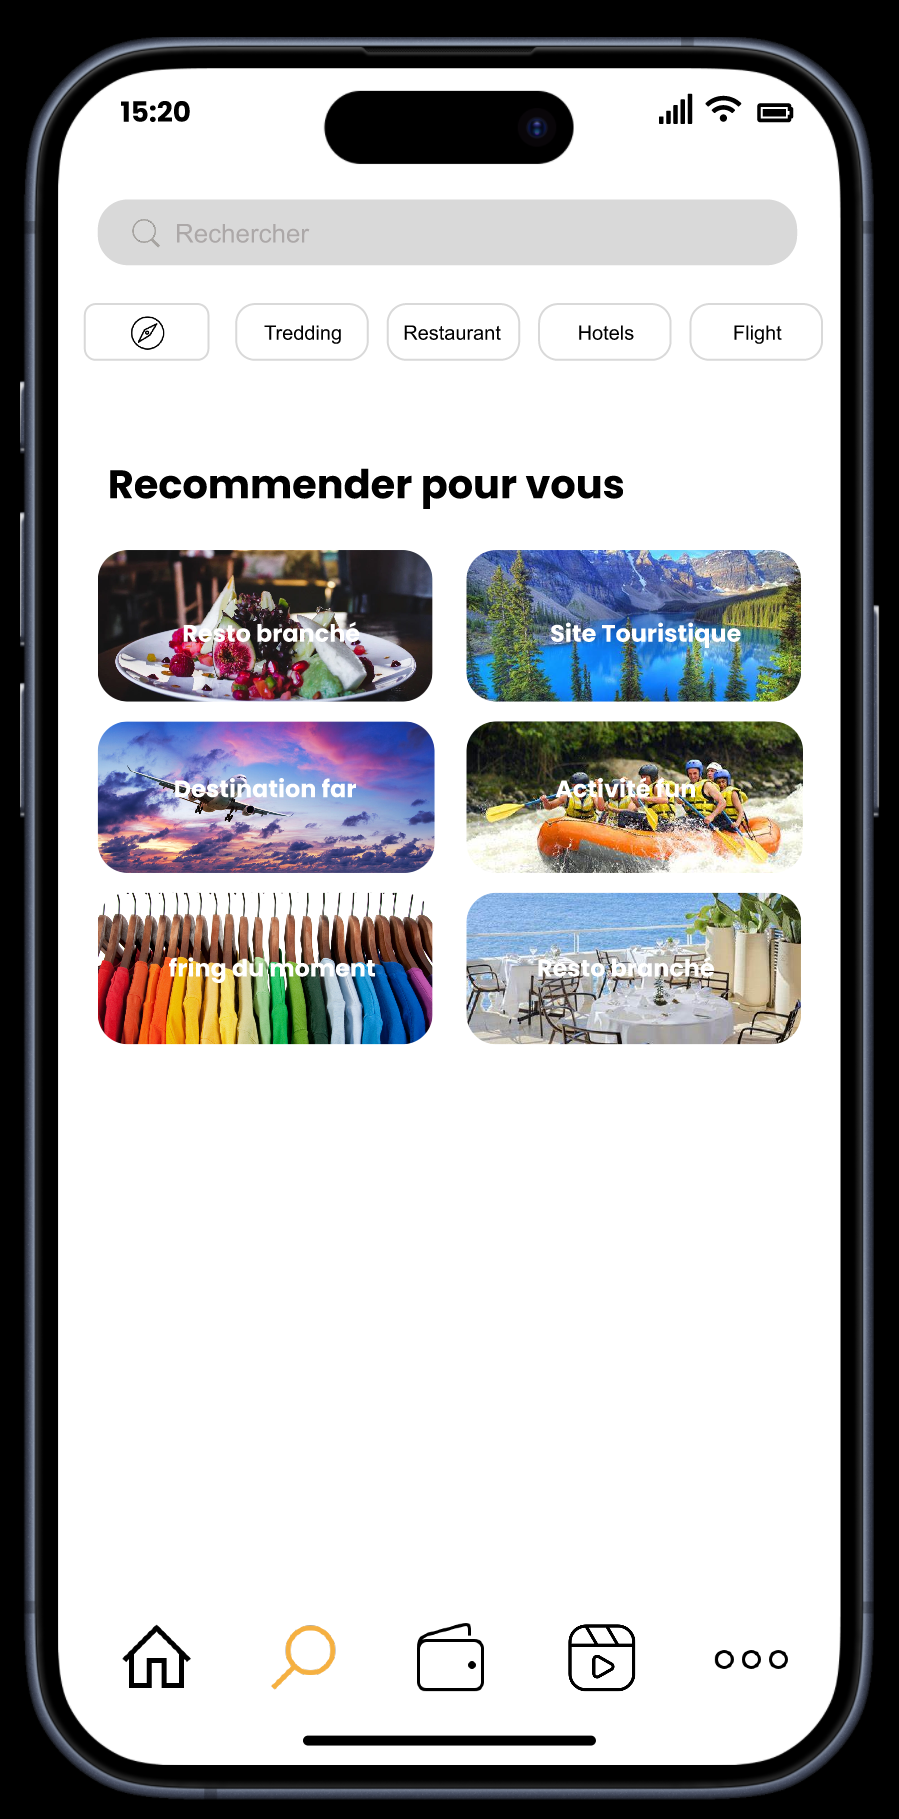 15:20
Rechercher
Tredding
Restaurant
Hotels
Flight
Recommender pour vous
Resto branché
Site Touristique
Destination far
Activité fun
fring du moment
Resto branché